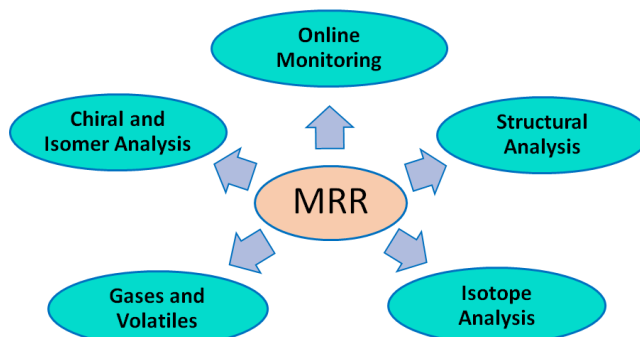 Online
Monitoring
Chiral and
Isomer Analysis
Structural
Analysis
MRR
Gases and
Volatiles
Isotope
Analysis